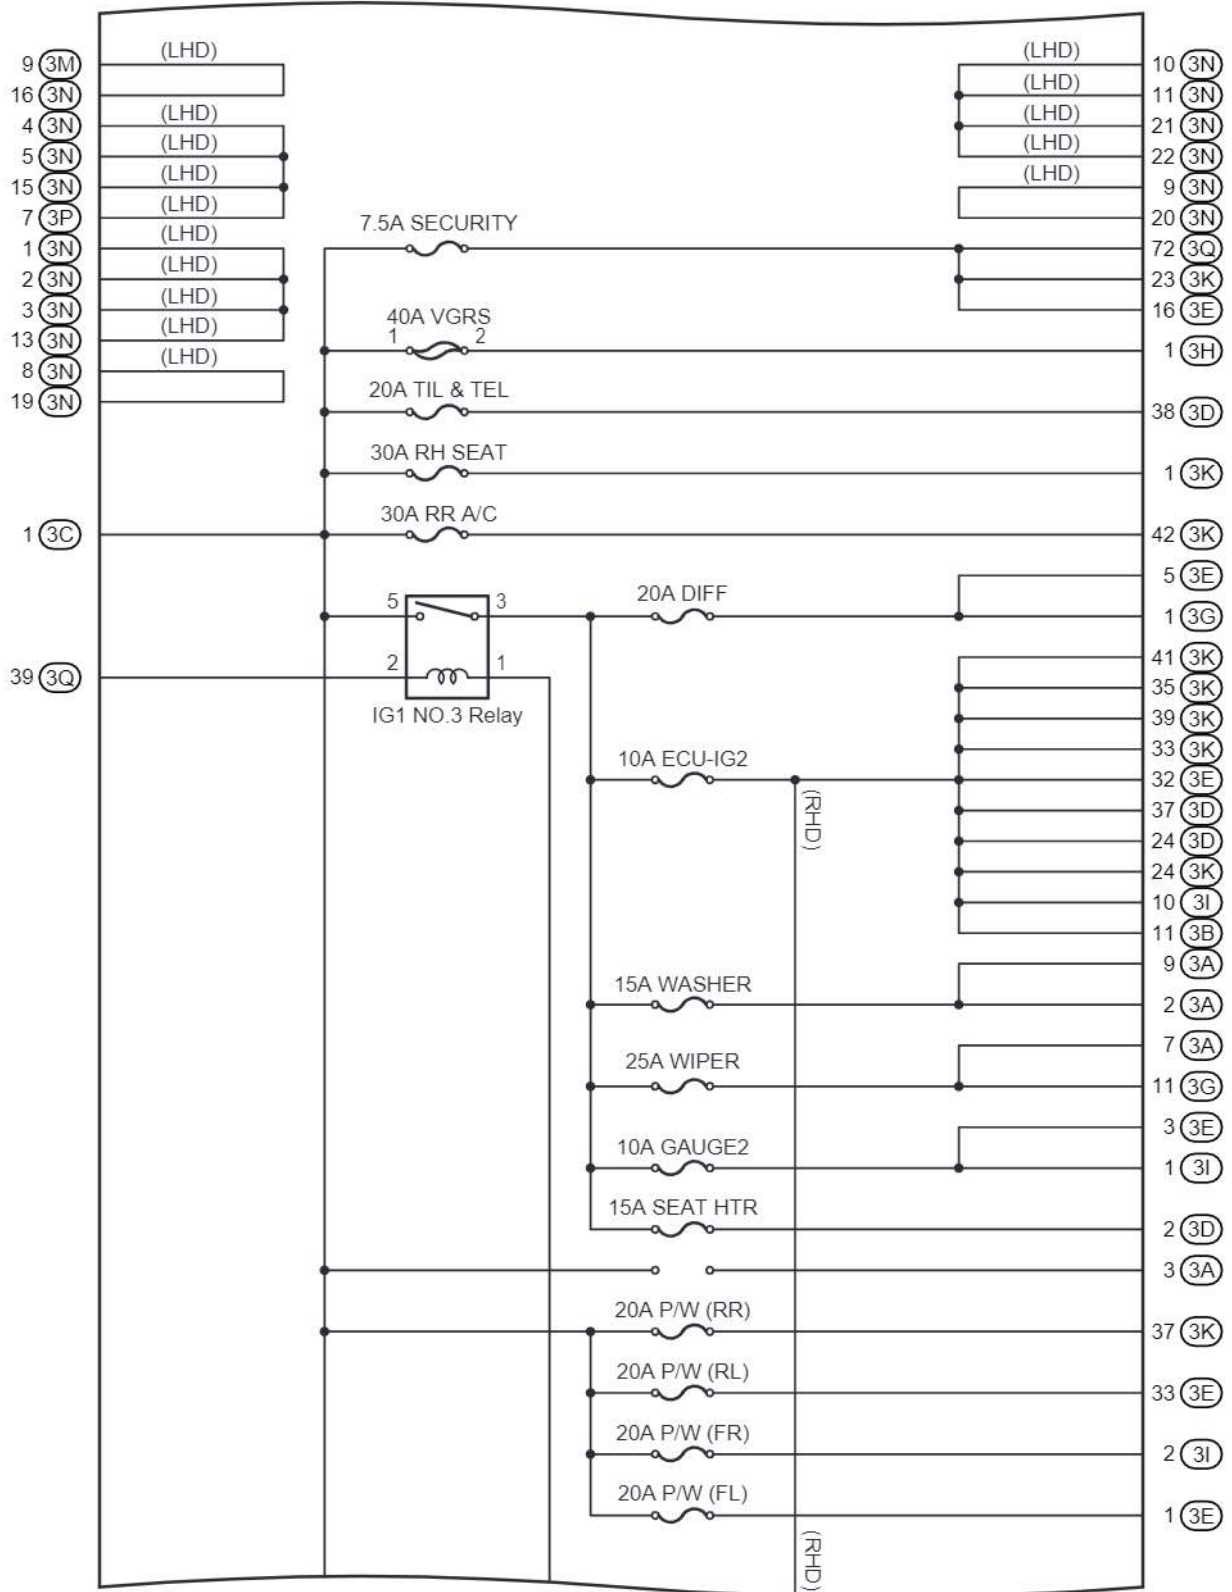 (LHD)
9 3M
16 3N
(LHD)
4 3N
(LHD)
5 3N
(LHD)
15 3N
(LHD)
7 3P
(LHD)
1 3N
(LHD)
2 3N
(LHD)
3 3N
(LHD)
13 3N
(LHD)
8 3N
19 3N
1 3C
39 3Q
7.5A SECURITY
40A VGRS
1 2
20A TIL & TEL
30A RH SEAT
30A RR A/C
5 3
2 1
IG1 NO.3 Relay
20A DIFF
10A ECU-IG2
(RHD)
15A WASHER
25A WIPER
10A GAUGE2
15A SEAT HTR
20A P/W (RR)
20A P/W (RL)
20A P/W (FR)
20A P/W (FL)
(RHD)
(LHD)
10 3N
(LHD)
11 3N
(LHD)
21 3N
(LHD)
22 3N
(LHD)
9 3N
20 3N
72 3Q
23 3K
16 3E
1 3H
38 3D
1 3K
42 3K
5 3E
1 3G
41 3K
35 3K
39 3K
33 3K
32 3E
37 3D
24 3D
24 3K
10 3I
11 3B
9 3A
2 3A
7 3A
11 3G
3 3E
1 3I
2 3D
3 3A
37 3K
33 3E
2 3I
1 3E